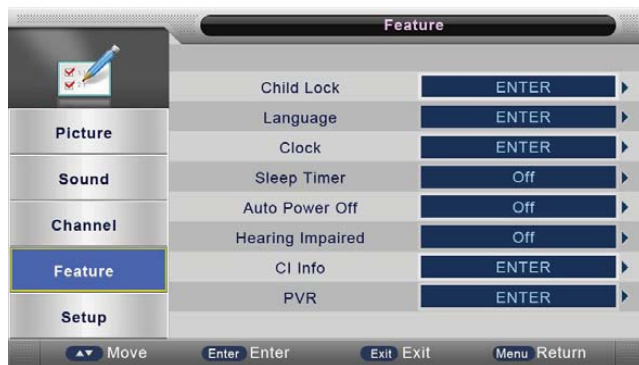 Feature
Child Lock ENTER
Language ENTER
Clock ENTER
Sleep Timer Off
Auto Power Off Off
Hearing Impaired Off
CI Info ENTER
PVR ENTER
Picture
Sound
Channel
Feature
Setup
Move Enter Enter Exit Exit Menu Return